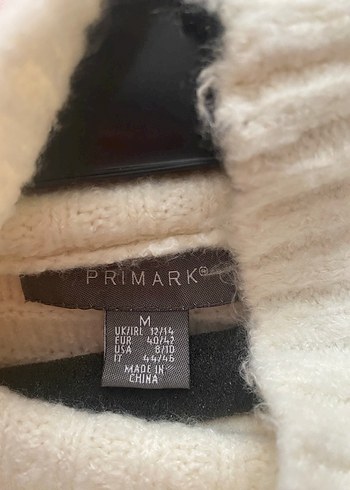 PRIMARK®
M
UK/IRL 12/14
EUR 40/42
USA 8/10
IT 44/46
MADE IN
CHINA